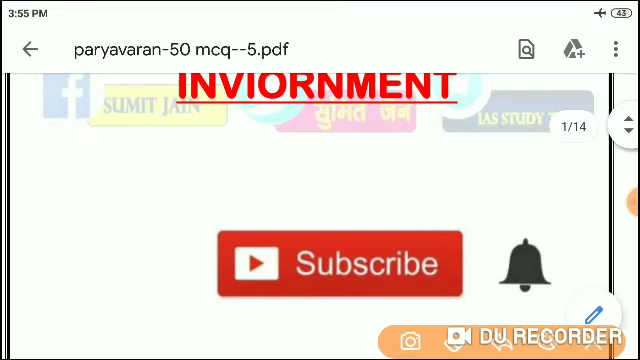 3:55 PM
43
paryavaran-50 mcq--5.pdf
INVIORNMENT
SUMIT JAIN
सुमित जैन
IAS STUDY
1/14
Subscribe
DU RECORDER